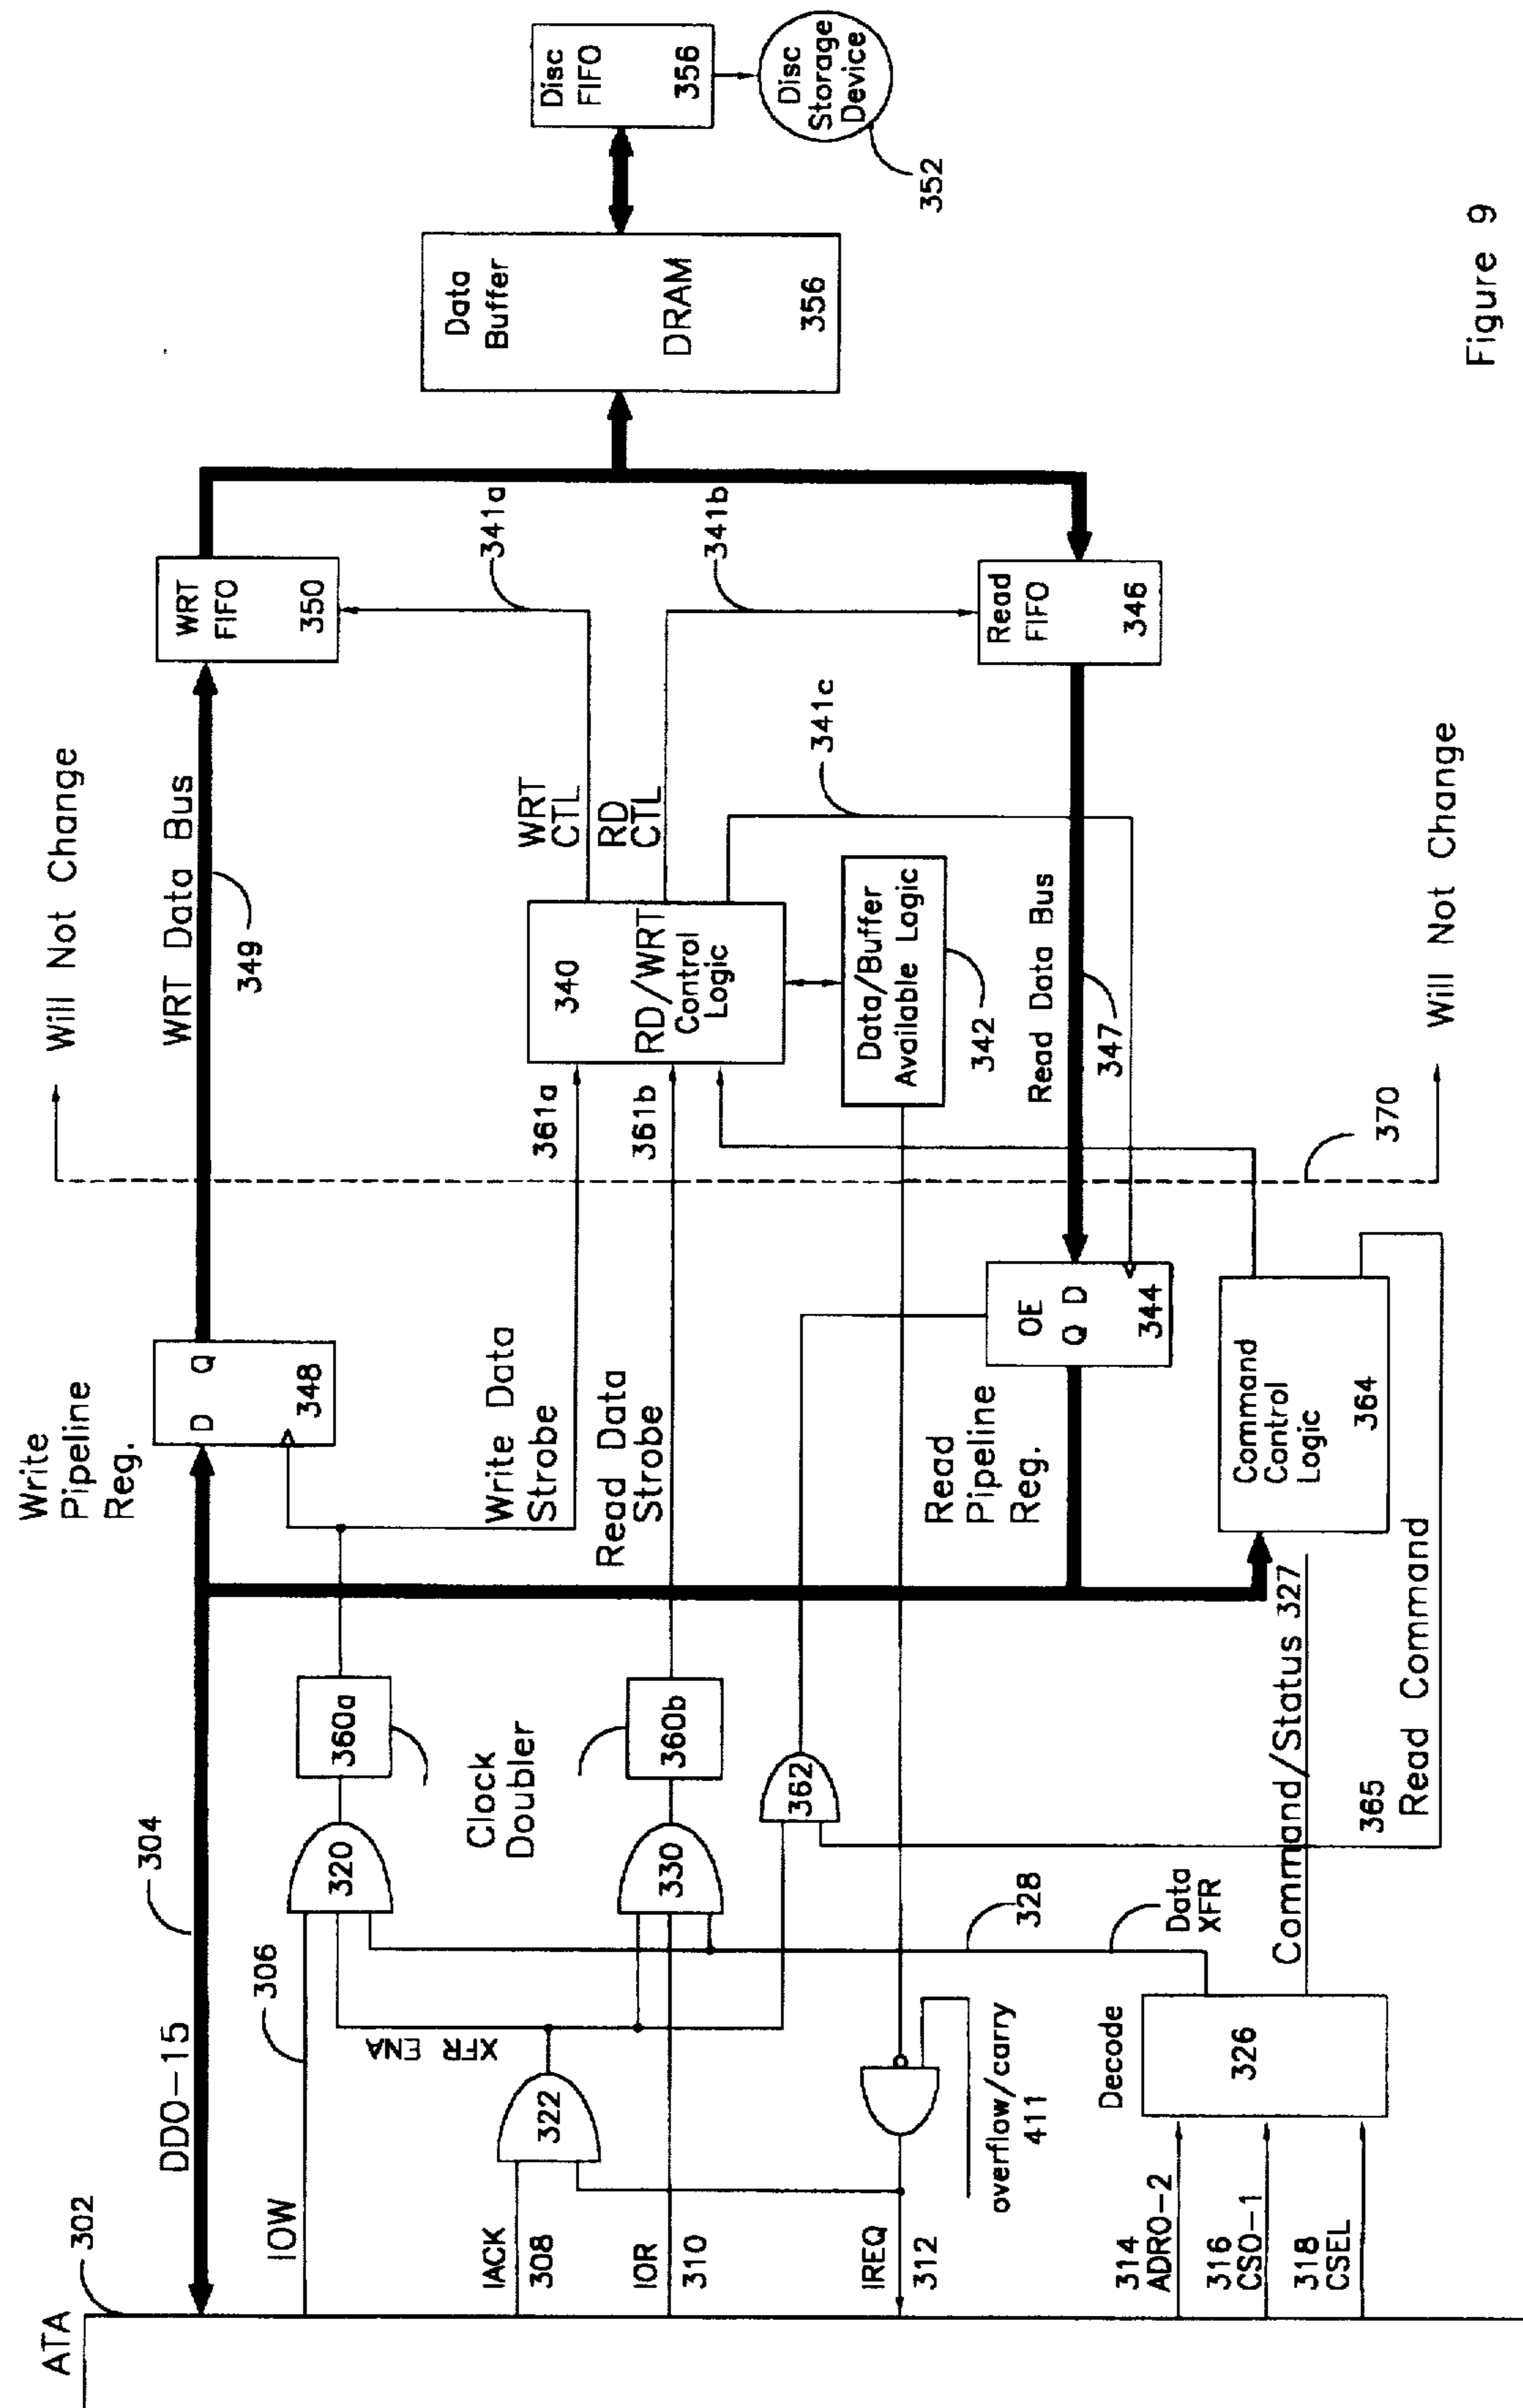 ATA
302
DD0-15
304
IOW
306
IACK
308
IOR
310
IREQ
312
314
ADR0-2
316
CS0-1
318
CSEL
322
XFR ENA
overflow/carry
411
Decode
326
320
330
328
Data
XFR
360a
Clock
Doubler
360b
362
Command/Status 327
365
Read Command
Write
Pipeline
Reg.
D Q
348
Write Data
Strobe
Read Data
Strobe
Read
Pipeline
Reg.
OE
Q D
344
Command
Control
Logic
364
370
Will Not Change
Will Not Change
WRT Data Bus
349
361a
361b
340
RD/WRT
Control
Logic
WRT
CTL
RD
CTL
Data/Buffer
Available Logic
342
Read Data Bus
347
341c
WRT
FIFO
350
341a
341b
Read
FIFO
346
Data
Buffer
DRAM
356
Disc
FIFO
356
Disc
Storage
Device
352
Figure 9